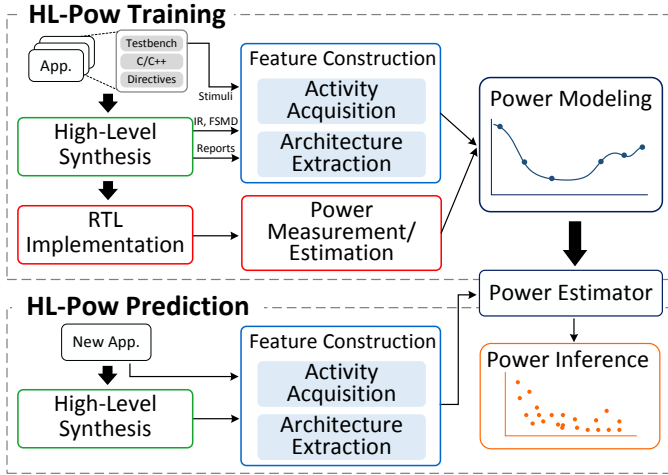 HL-Pow Training
App.
Testbench
C/C++
Directives
Stimuli
High-Level
Synthesis
IR, FSMD
Reports
Feature Construction
Activity
Acquisition
Architecture
Extraction
RTL
Implementation
Power
Measurement/
Estimation
Power Modeling
Power Estimator
HL-Pow Prediction
New App.
High-Level
Synthesis
Feature Construction
Activity
Acquisition
Architecture
Extraction
Power Inference